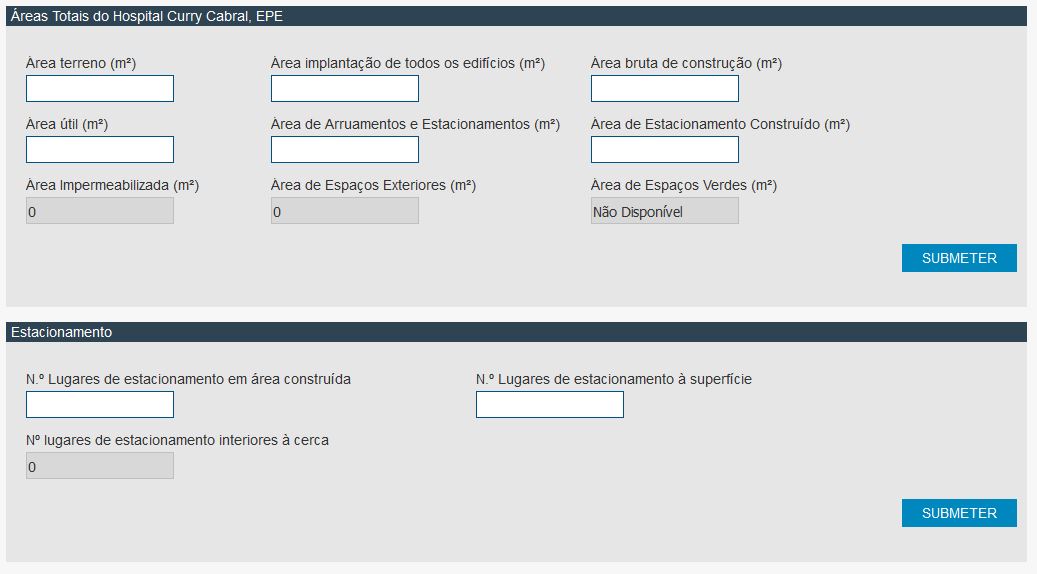 Áreas Totais do Hospital Curry Cabral, EPE
Área terreno (m²)
Área implantação de todos os edifícios (m²)
Área bruta de construção (m²)
Área útil (m²)
Área de Arruamentos e Estacionamentos (m²)
Área de Estacionamento Construído (m²)
Área Impermeabilizada (m²)
Área de Espaços Exteriores (m²)
Área de Espaços Verdes (m²)
0
0
Não Disponível
SUBMETER
Estacionamento
N.º Lugares de estacionamento em área construída
N.º Lugares de estacionamento à superfície
Nº lugares de estacionamento interiores à cerca
0
SUBMETER